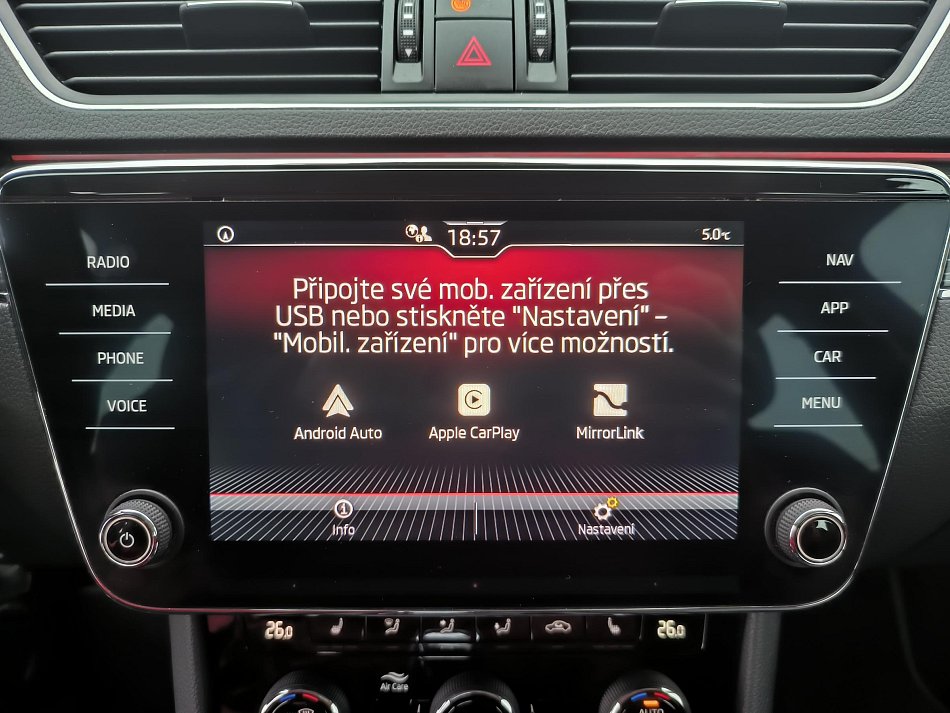 18:57
5.0°C
Připojte své mob. zařízení přes
USB nebo stiskněte "Nastavení" –
"Mobil. zařízení" pro více možností.
Android Auto
Apple CarPlay
MirrorLink
Info
Nastavení
RADIO
MEDIA
PHONE
VOICE
NAV
APP
CAR
MENU
26.0
26.0
Air Care
AUTO